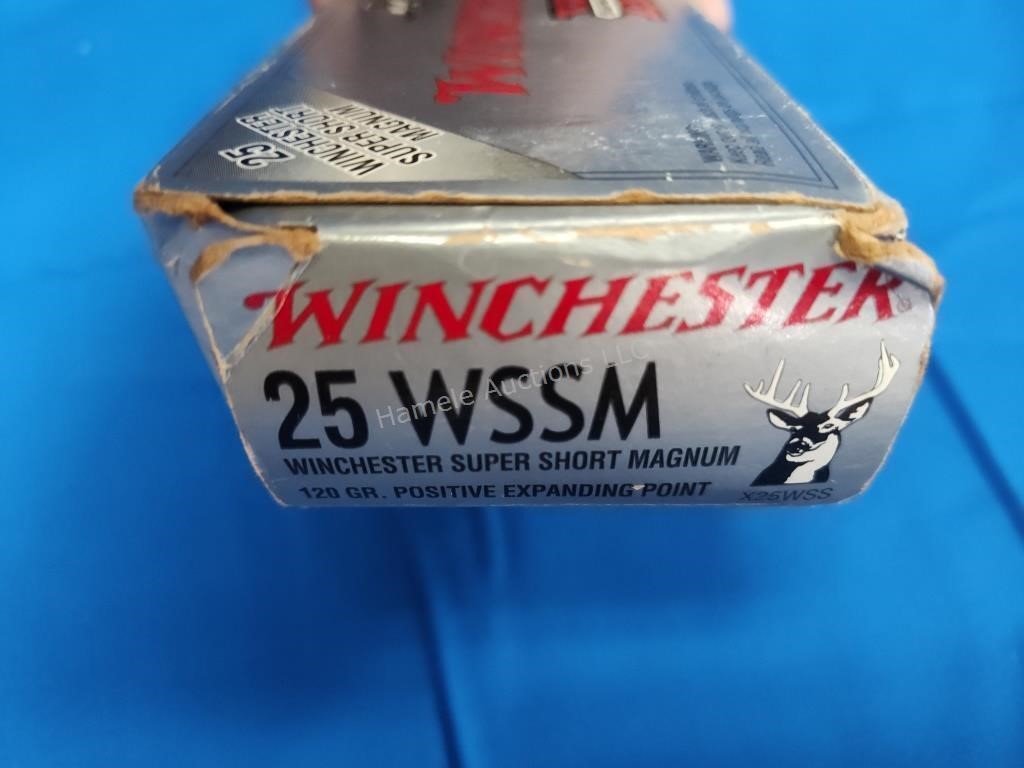 WINCHESTER
25
WINCHESTER
SUPER SHORT
MAGNUM
WINCHESTER
25 WSSM
Hamele Auctions LLC
WINCHESTER SUPER SHORT MAGNUM
120 GR. POSITIVE EXPANDING POINT
X25WSS